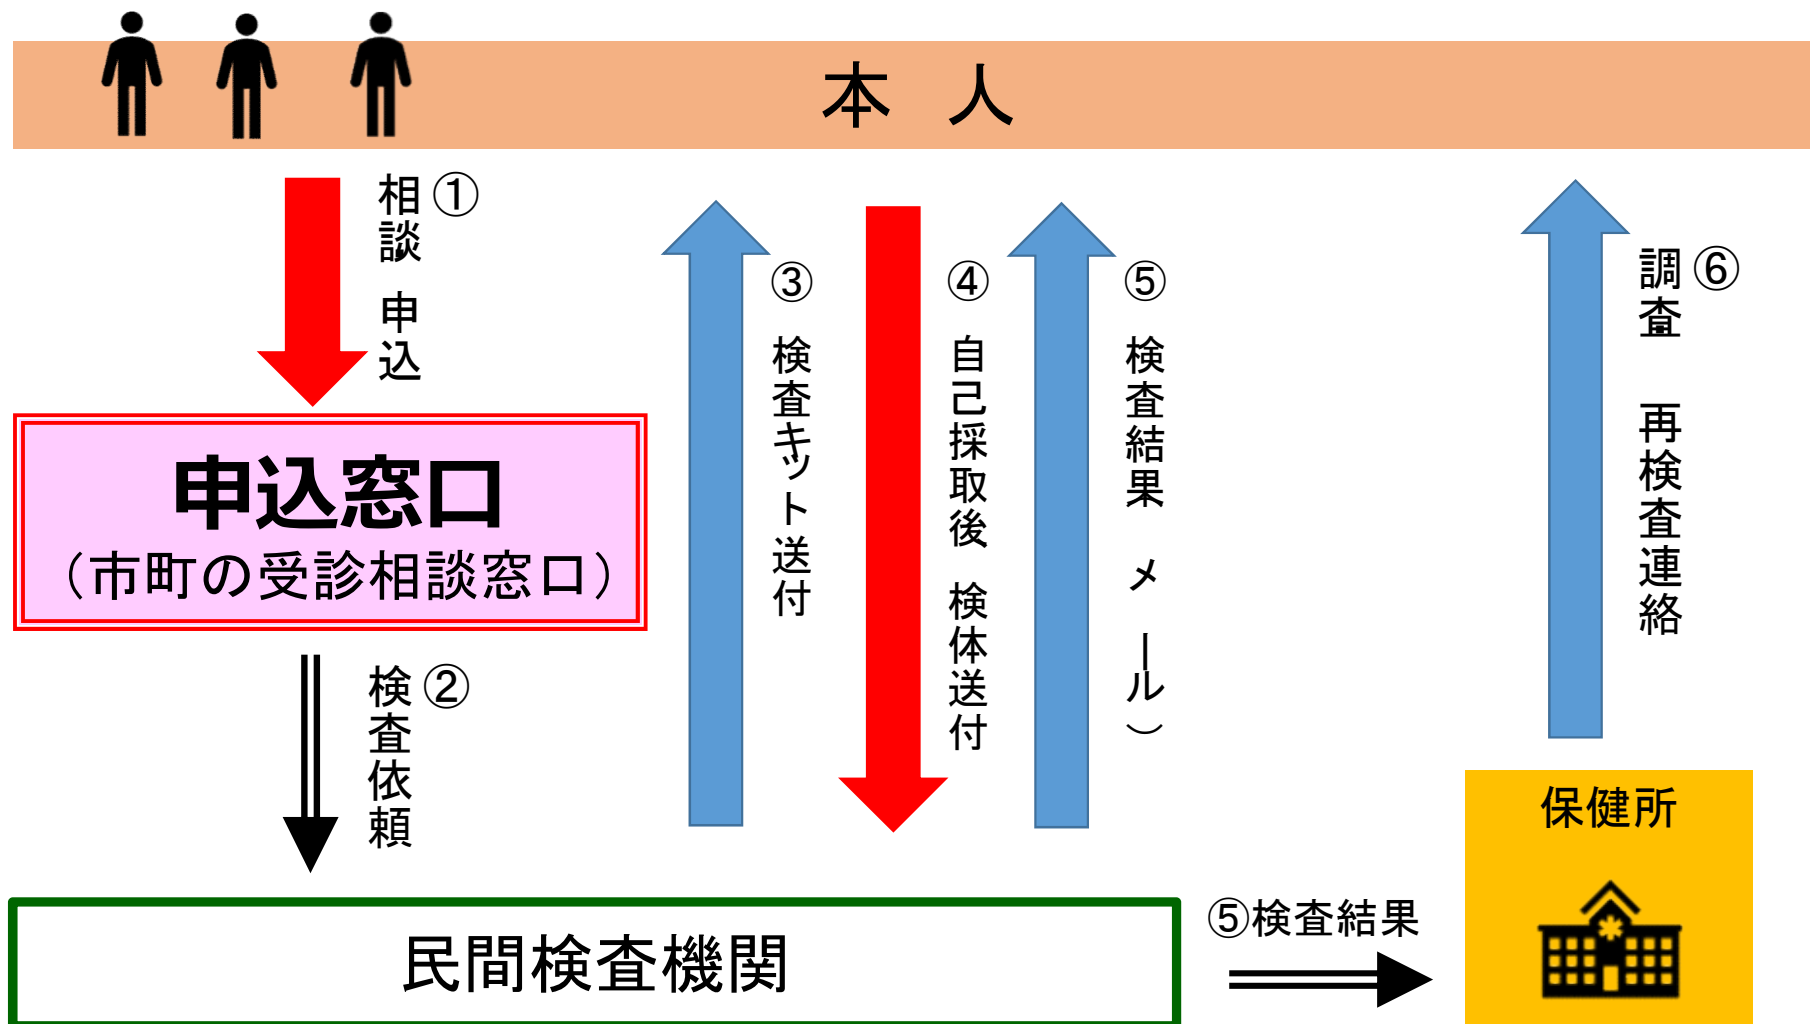 本 人
① 相談・申込
③ 検査キット送付
④ 自己採取後 検体送付
⑤ 検査結果 メール）
⑥ 調査・再検査連絡
申込窓口
（市町の受診相談窓口）
② 検査依頼
保健所
⑤検査結果
民間検査機関